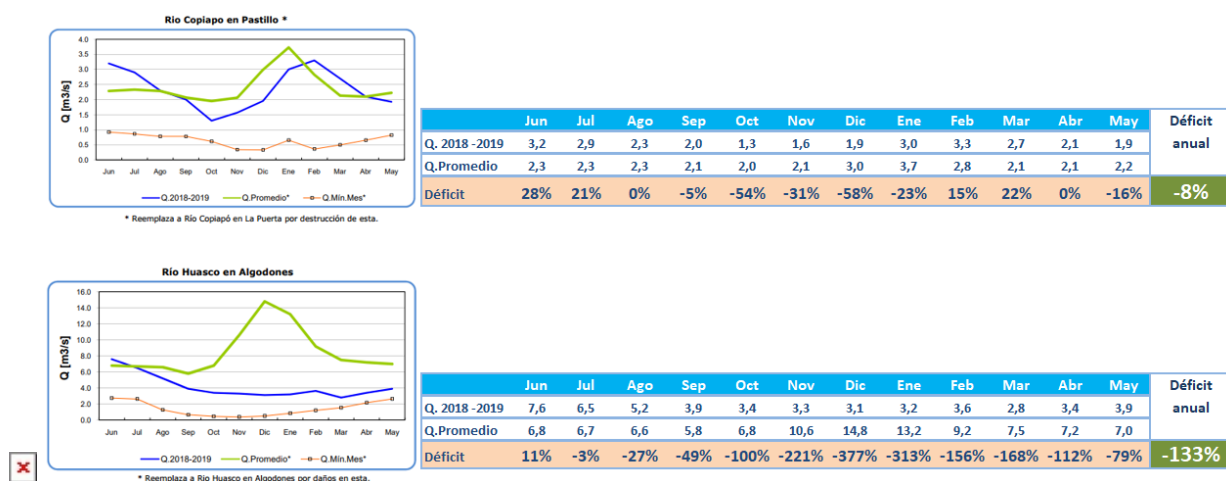 Rio Copiapo en Pastillo *
Q [m3/s]
4.0
3.5
3.0
2.5
2.0
1.5
1.0
0.5
0.0
Jun Jul Ago Sep Oct Nov Dic Ene Feb Mar Abr May
Q.2018-2019 Q.Promedio* Q.Mín.Mes*
* Reemplaza a Río Copiapó en La Puerta por destrucción de esta.
Jun Jul Ago Sep Oct Nov Dic Ene Feb Mar Abr May Déficit anual
Q. 2018 -2019 3,2 2,9 2,3 2,0 1,3 1,6 1,9 3,0 3,3 2,7 2,1 1,9
Q.Promedio 2,3 2,3 2,3 2,1 2,0 2,1 3,0 3,7 2,8 2,1 2,1 2,2
Déficit 28% 21% 0% -5% -54% -31% -58% -23% 15% 22% 0% -16% -8%
Río Huasco en Algodones
Q [m3/s]
16.0
14.0
12.0
10.0
8.0
6.0
4.0
2.0
0.0
Jun Jul Ago Sep Oct Nov Dic Ene Feb Mar Abr May
Q.2018-2019 Q.Promedio* Q.Mín.Mes*
* Reemplaza a Rio Huasco en Algodones por daños en esta.
Jun Jul Ago Sep Oct Nov Dic Ene Feb Mar Abr May Déficit anual
Q. 2018 -2019 7,6 6,5 5,2 3,9 3,4 3,3 3,1 3,2 3,6 2,8 3,4 3,9
Q.Promedio 6,8 6,7 6,6 5,8 6,8 10,6 14,8 13,2 9,2 7,5 7,2 7,0
Déficit 11% -3% -27% -49% -100% -221% -377% -313% -156% -168% -112% -79% -133%